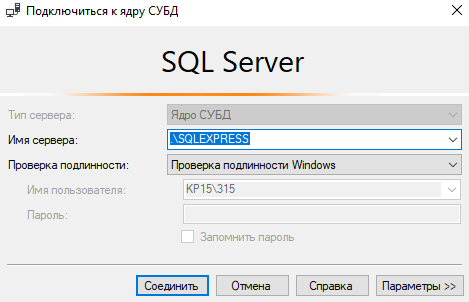 Подключиться к ядру СУБД
SQL Server
Тип сервера: Ядро СУБД
Имя сервера: .\SQLEXPRESS
Проверка подлинности: Проверка подлинности Windows
Имя пользователя: KP15\315
Пароль:
Запомнить пароль
Соединить Отмена Справка Параметры >>